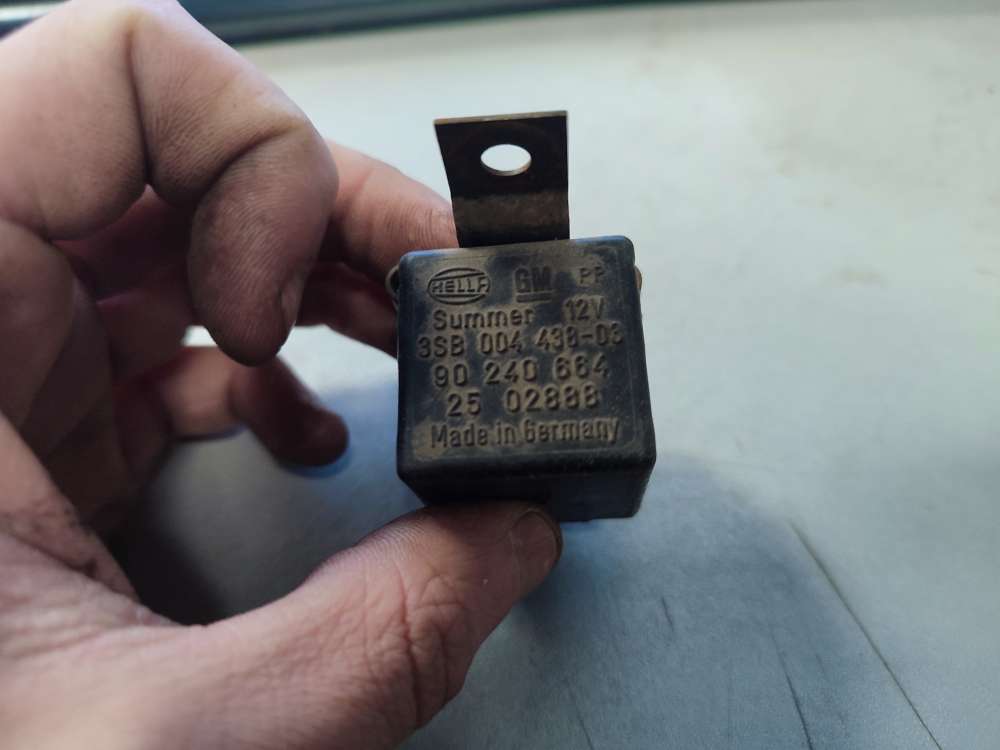 HELLA GM PP
Summer 12V
3SB 004 438-03
90 240 664
25 02888
Made in Germany